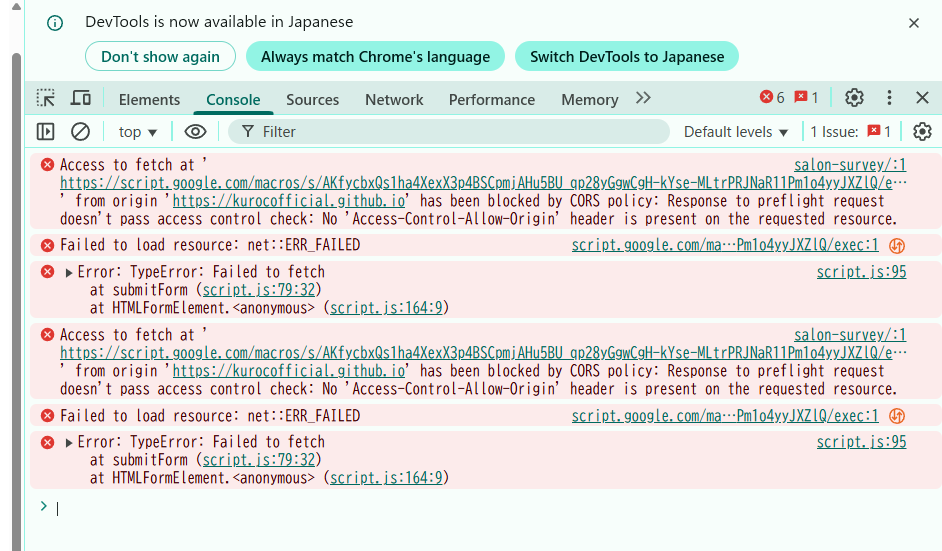 DevTools is now available in Japanese
Don't show again
Always match Chrome's language
Switch DevTools to Japanese
Elements
Console
Sources
Network
Performance
Memory
6
1
top
Filter
Default levels
1 Issue:
1
Access to fetch at '
salon-survey/:1
https://script.google.com/macros/s/AKfycbxQs1ha4XexX3p4BSCpmjAHu5BU_qp28yGgwCgH-kYse-MLtrPRJNaR11Pm1o4yyJXZlQ/e…
' from origin 'https://kurocofficial.github.io' has been blocked by CORS policy: Response to preflight request
doesn't pass access control check: No 'Access-Control-Allow-Origin' header is present on the requested resource.
Failed to load resource: net::ERR_FAILED
script.google.com/ma…Pm1o4yyJXZlQ/exec:1
Error: TypeError: Failed to fetch
script.js:95
at submitForm (script.js:79:32)
at HTMLFormElement.<anonymous> (script.js:164:9)
Access to fetch at '
salon-survey/:1
https://script.google.com/macros/s/AKfycbxQs1ha4XexX3p4BSCpmjAHu5BU_qp28yGgwCgH-kYse-MLtrPRJNaR11Pm1o4yyJXZlQ/e…
' from origin 'https://kurocofficial.github.io' has been blocked by CORS policy: Response to preflight request
doesn't pass access control check: No 'Access-Control-Allow-Origin' header is present on the requested resource.
Failed to load resource: net::ERR_FAILED
script.google.com/ma…Pm1o4yyJXZlQ/exec:1
Error: TypeError: Failed to fetch
script.js:95
at submitForm (script.js:79:32)
at HTMLFormElement.<anonymous> (script.js:164:9)